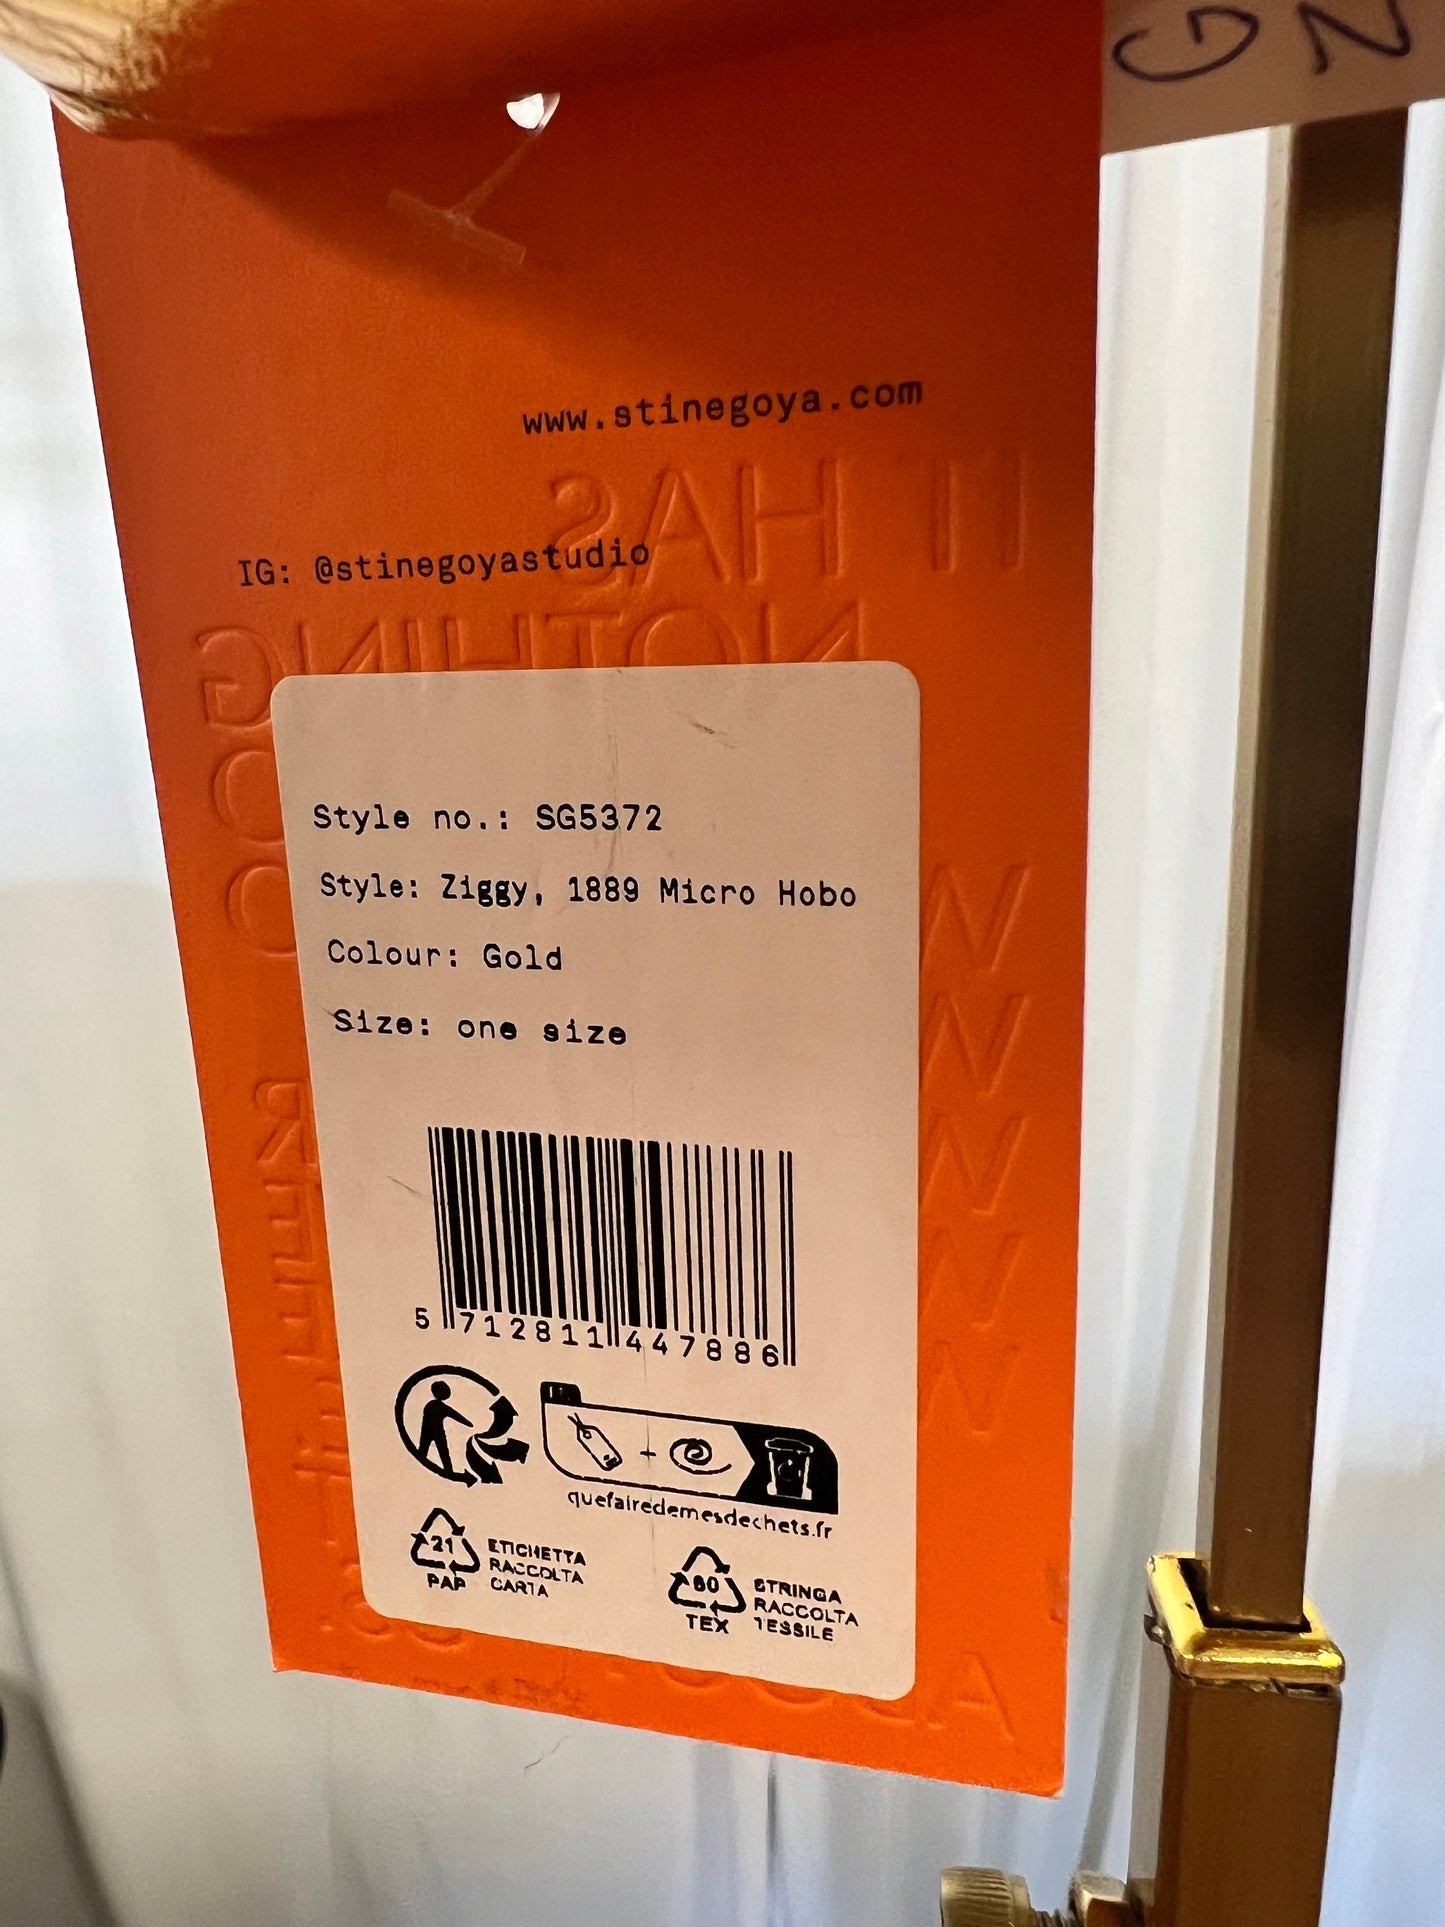 GN
www.stinegoya.com
IT HAS
IG: @stinegoyastudio
NOTHING
Style no.: SG5372
Style: Ziggy, 1889 Micro Hobo
Colour: Gold
Size: one size
5 712811 447886
quefairedemesdechets.fr
21
PAP
ETICHETTA
RACCOLTA
CARTA
60
TEX
STRINGA
RACCOLTA
TESSILE